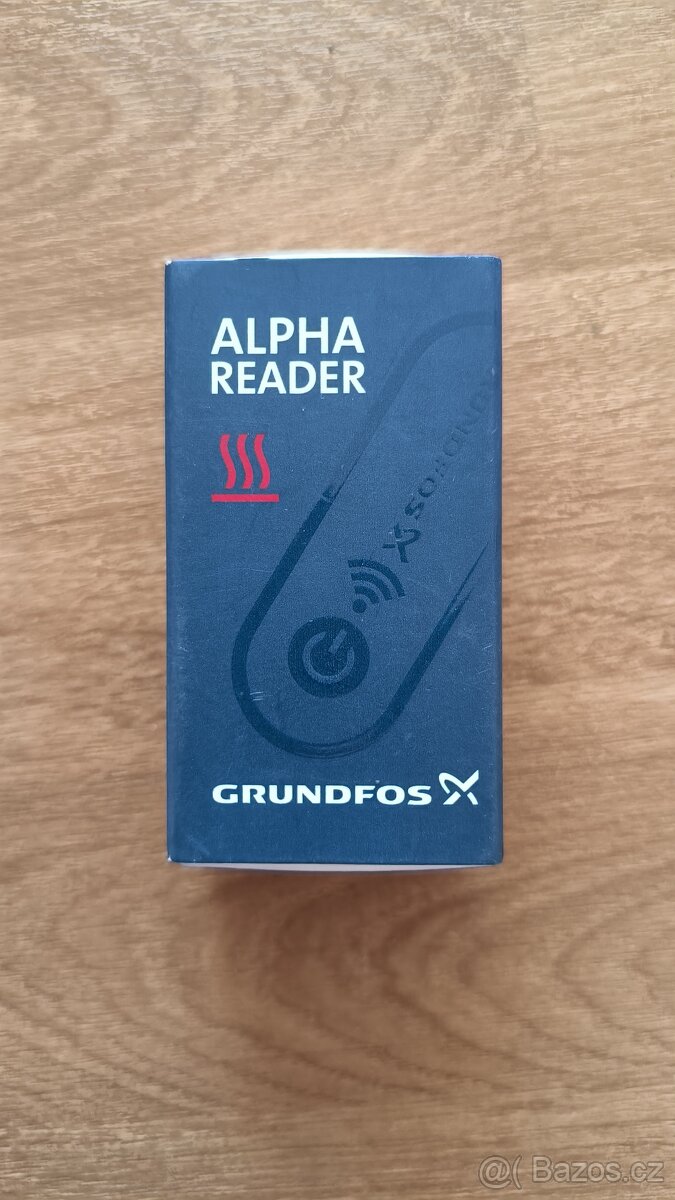 ALPHA
READER
GRUNDFOS
GRUNDFOS
@( Bazos.cz